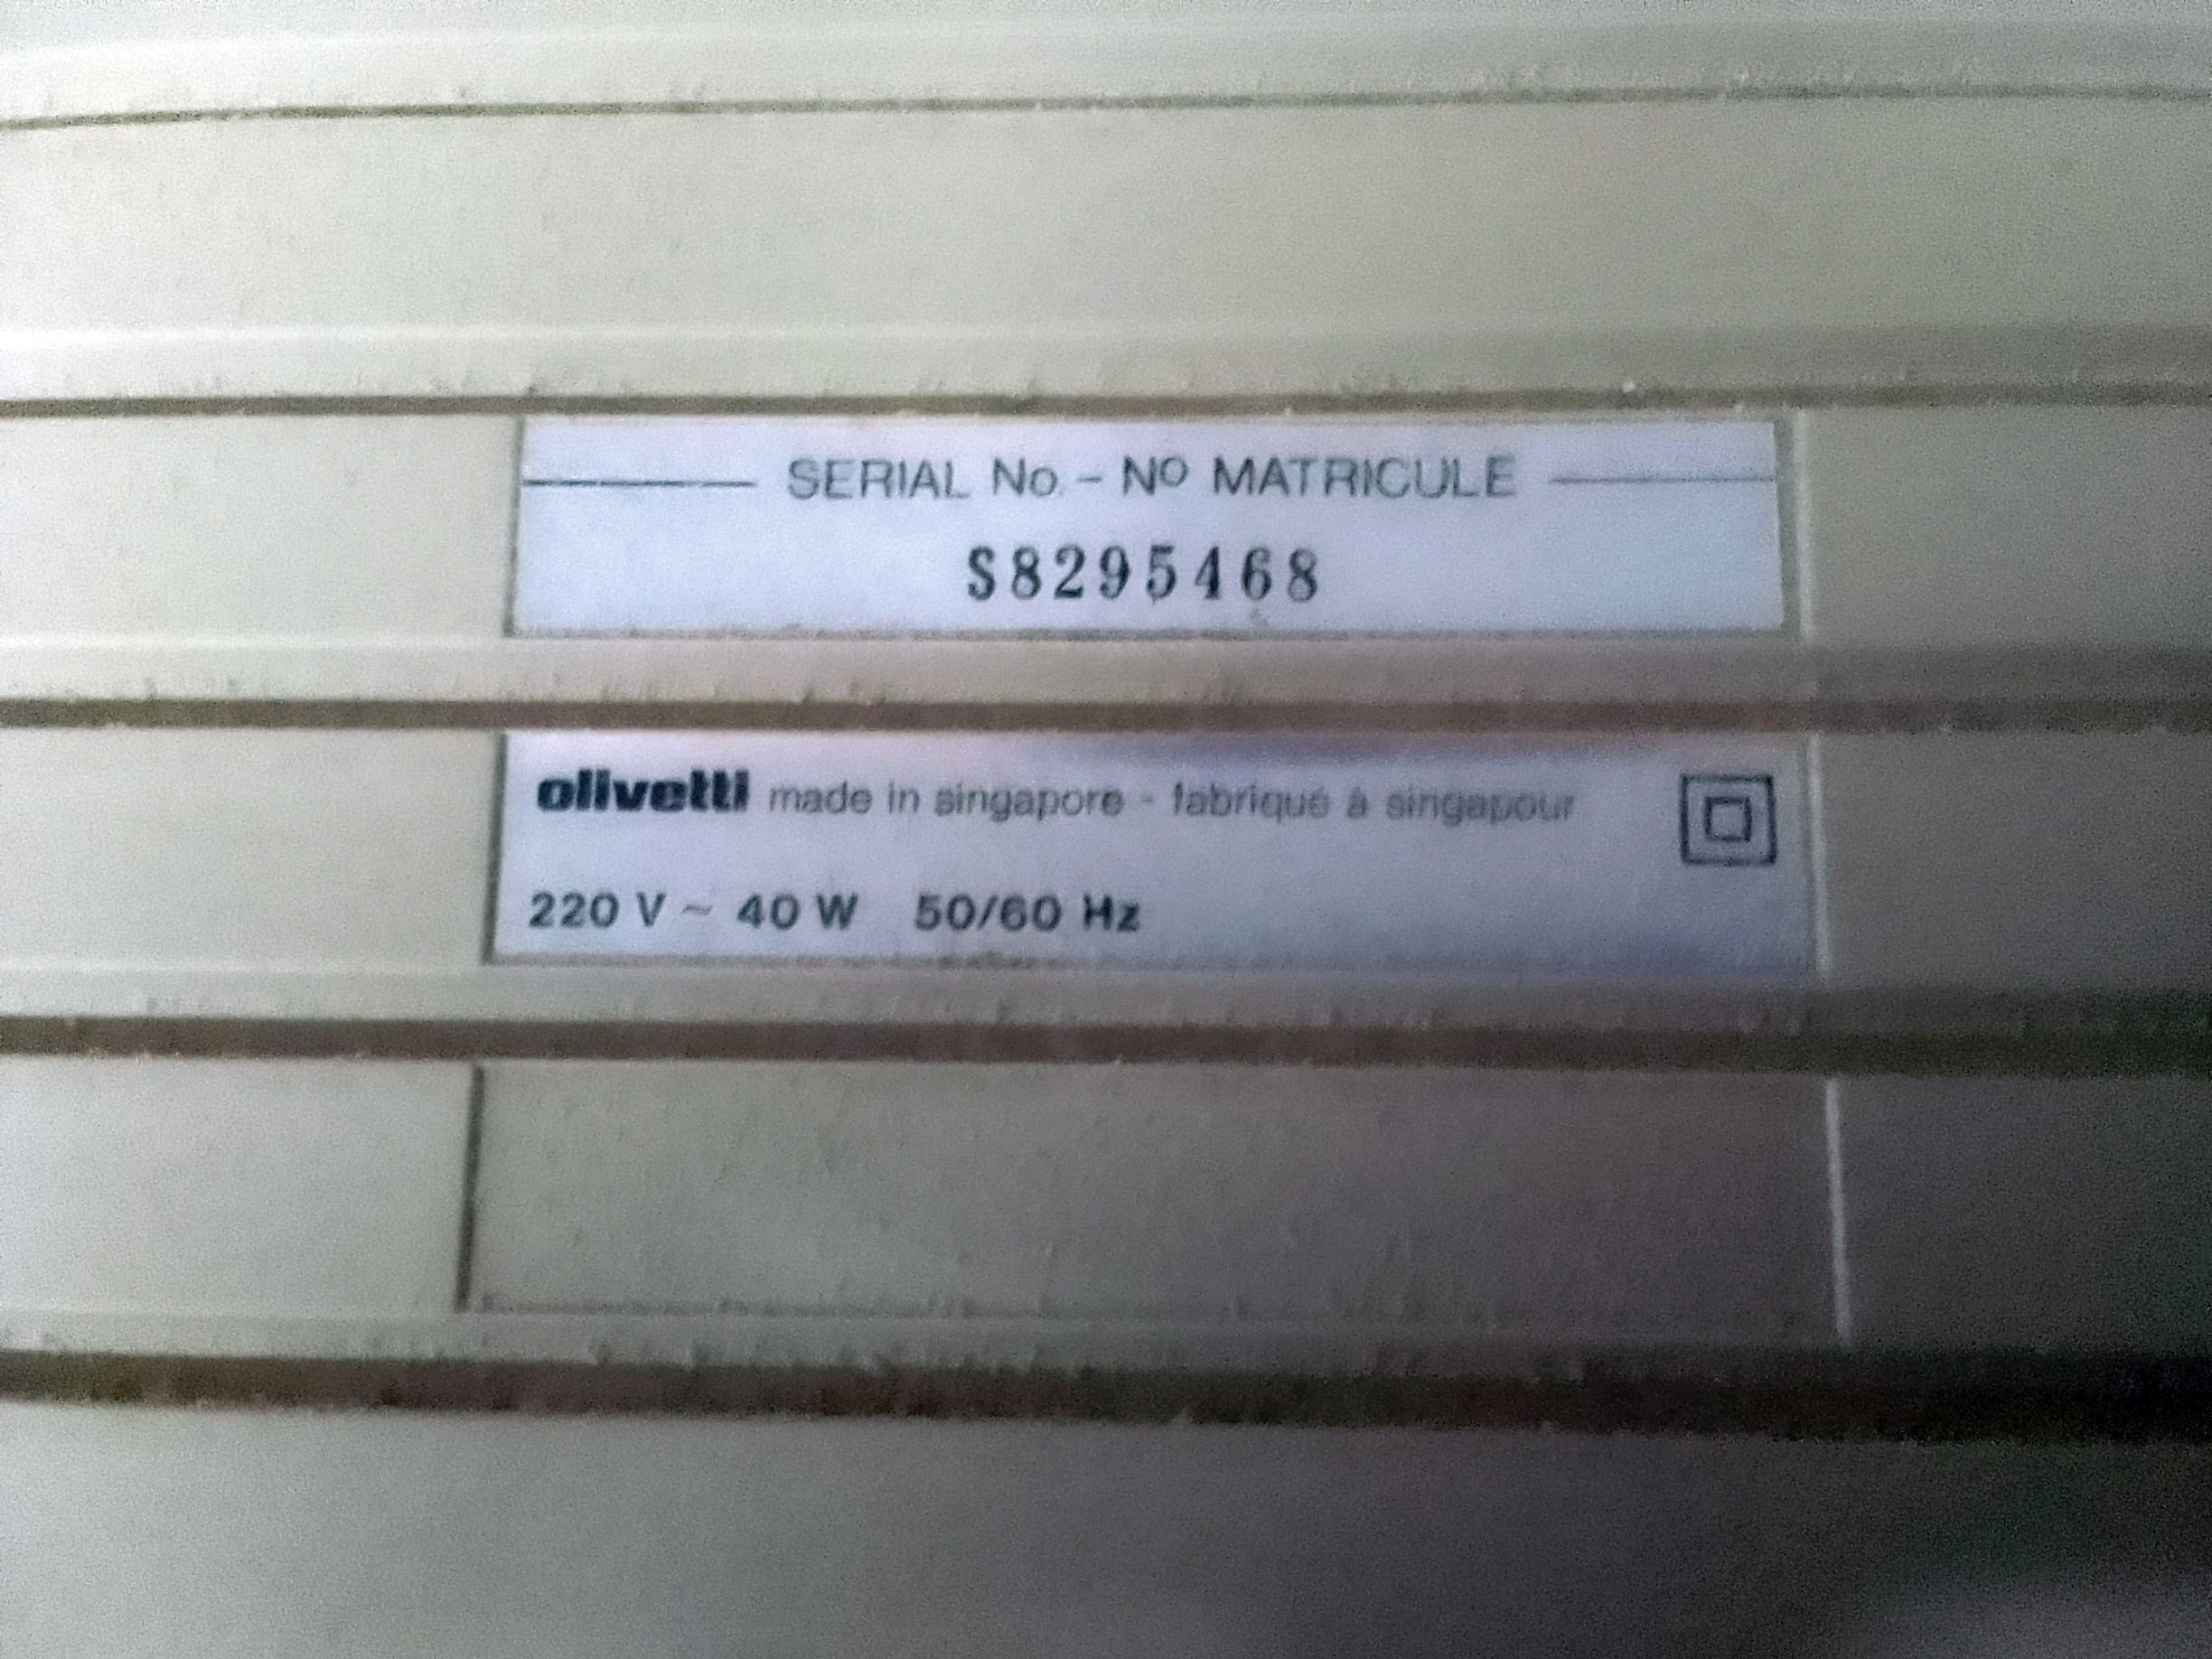 SERIAL No. - Nº MATRICULE
S8295468
olivetti made in singapore - fabriqué à singapour
220 V ~ 40 W 50/60 Hz